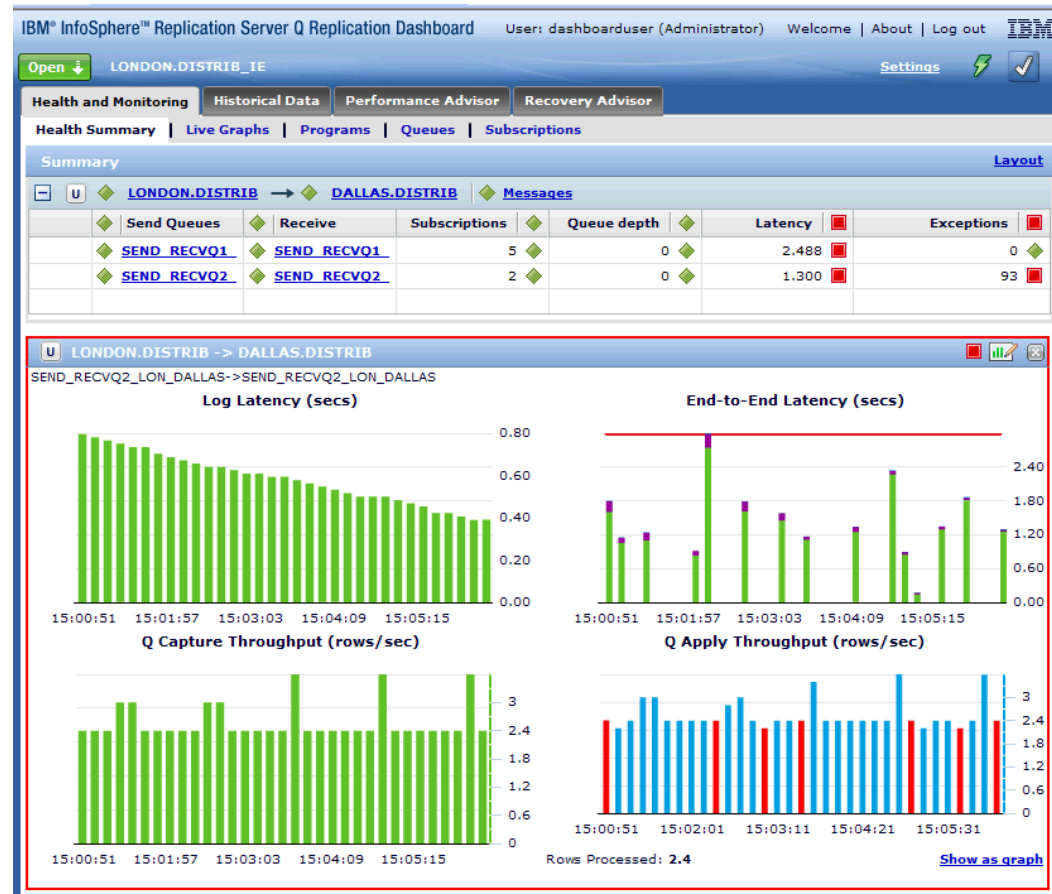 IBM® InfoSphere™ Replication Server Q Replication Dashboard User: dashboarduser (Administrator) Welcome | About | Log out IBM
Open LONDON.DISTRIB_IE Settings
Health and Monitoring Historical Data Performance Advisor Recovery Advisor
Health Summary | Live Graphs | Programs | Queues | Subscriptions
Summary Layout
U LONDON.DISTRIB → DALLAS.DISTRIB Messages
Send Queues Receive Subscriptions Queue depth Latency Exceptions
SEND_RECVQ1_ SEND_RECVQ1_ 5 0 2.488 0
SEND_RECVQ2_ SEND_RECVQ2_ 2 0 1.300 93
U LONDON.DISTRIB -> DALLAS.DISTRIB
SEND_RECVQ2_LON_DALLAS->SEND_RECVQ2_LON_DALLAS
Log Latency (secs)
0.80
0.60
0.40
0.20
0.00
15:00:51 15:01:57 15:03:03 15:04:09 15:05:15
End-to-End Latency (secs)
2.40
1.80
1.20
0.60
0.00
15:00:51 15:01:57 15:03:03 15:04:09 15:05:15
Q Capture Throughput (rows/sec)
3
2.4
1.8
1.2
0.6
0
15:00:51 15:01:57 15:03:03 15:04:09 15:05:15
Q Apply Throughput (rows/sec)
3
2.4
1.8
1.2
0.6
0
15:00:51 15:02:01 15:03:11 15:04:21 15:05:31
Rows Processed: 2.4 Show as graph